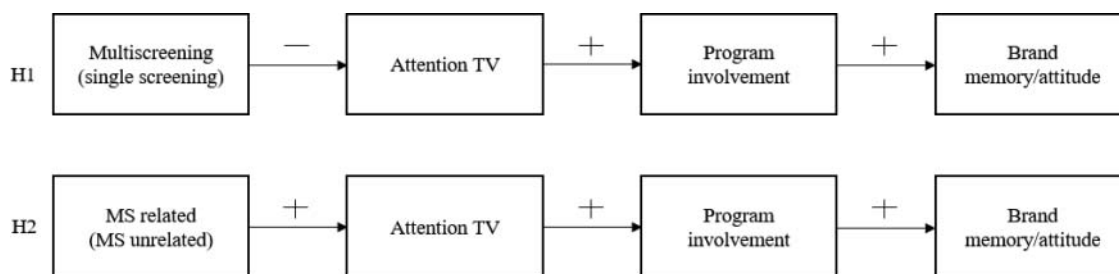 H1
Multiscreening
(single screening)
—
Attention TV
+
Program
involvement
+
Brand
memory/attitude
H2
MS related
(MS unrelated)
+
Attention TV
+
Program
involvement
+
Brand
memory/attitude